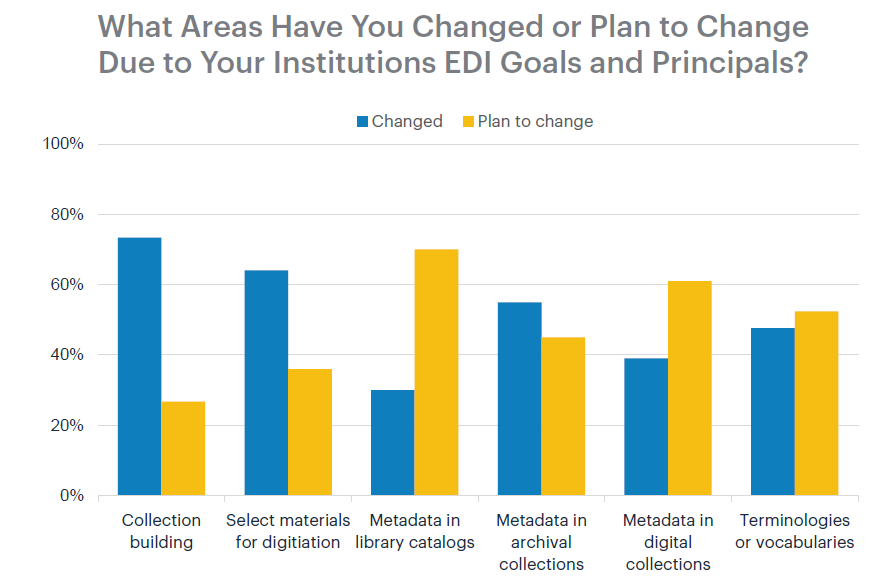 What Areas Have You Changed or Plan to Change
Due to Your Institutions EDI Goals and Principals?
Changed Plan to change
100%
80%
60%
40%
20%
0%
Collection
building
Select materials
for digitiation
Metadata in
library catalogs
Metadata in
archival
collections
Metadata in
digital
collections
Terminologies
or vocabularies